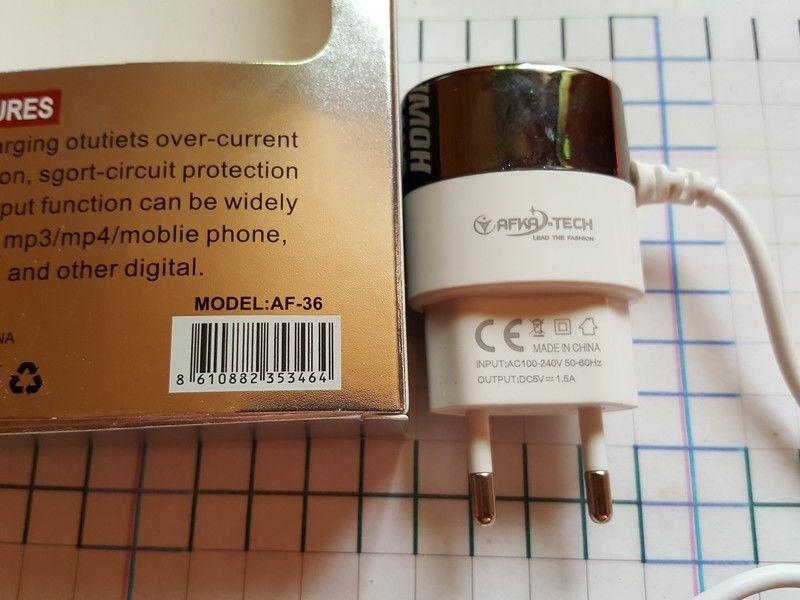 URES
arging otutiets over-current
on, sgort-circuit protection
put function can be widely
mp3/mp4/moblie phone,
and other digital.
MODEL:AF-36
NA
8 610882 353464
HOM
AFKA-TECH
LEAD THE FASHION
CE
MADE IN CHINA
INPUT:AC100-240V 50-60Hz
OUTPUT:DC5V⎓1.5A